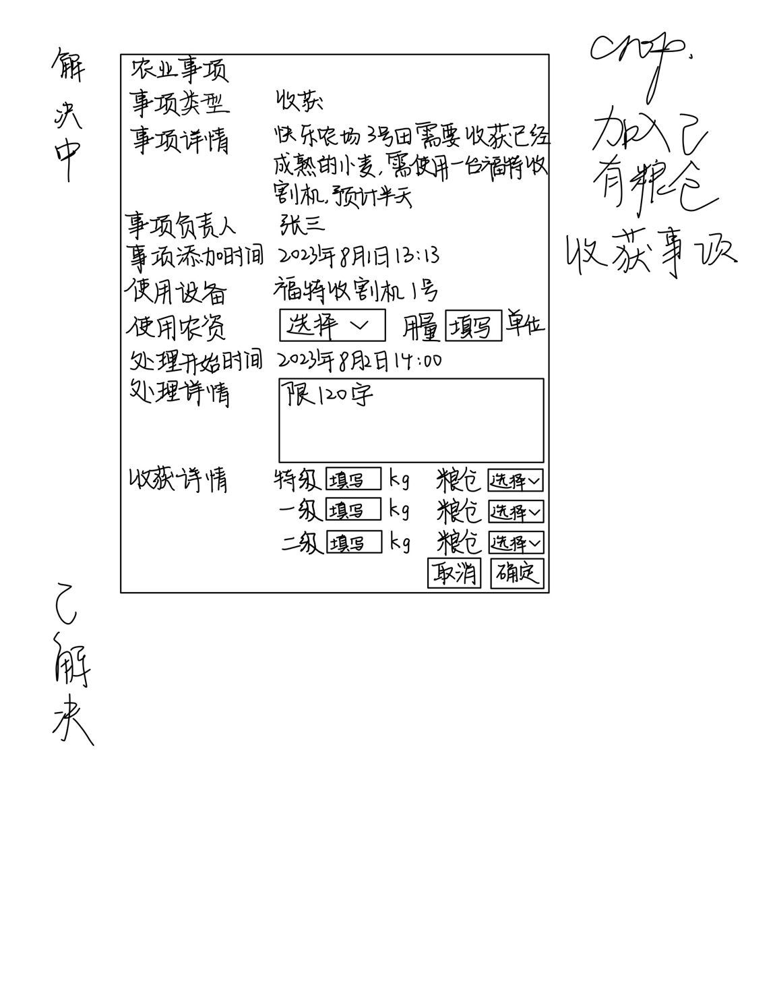 解决中
农业事项
事项类型 收获
事项详情 快乐农场3号田需要收获已经
成熟的小麦,需使用一台福特收
割机,预计半天
事项负责人 张三
事项添加时间 2023年8月1日13:13
使用设备 福特收割机1号
使用农资 选择 用量 填写 单位
处理开始时间 2023年8月2日14:00
处理详情 限120字
收获详情 特级 填写 kg 粮仓 选择
一级 填写 kg 粮仓 选择
二级 填写 kg 粮仓 选择
取消 确定
已解决
加入已
有粮仓
收获事项